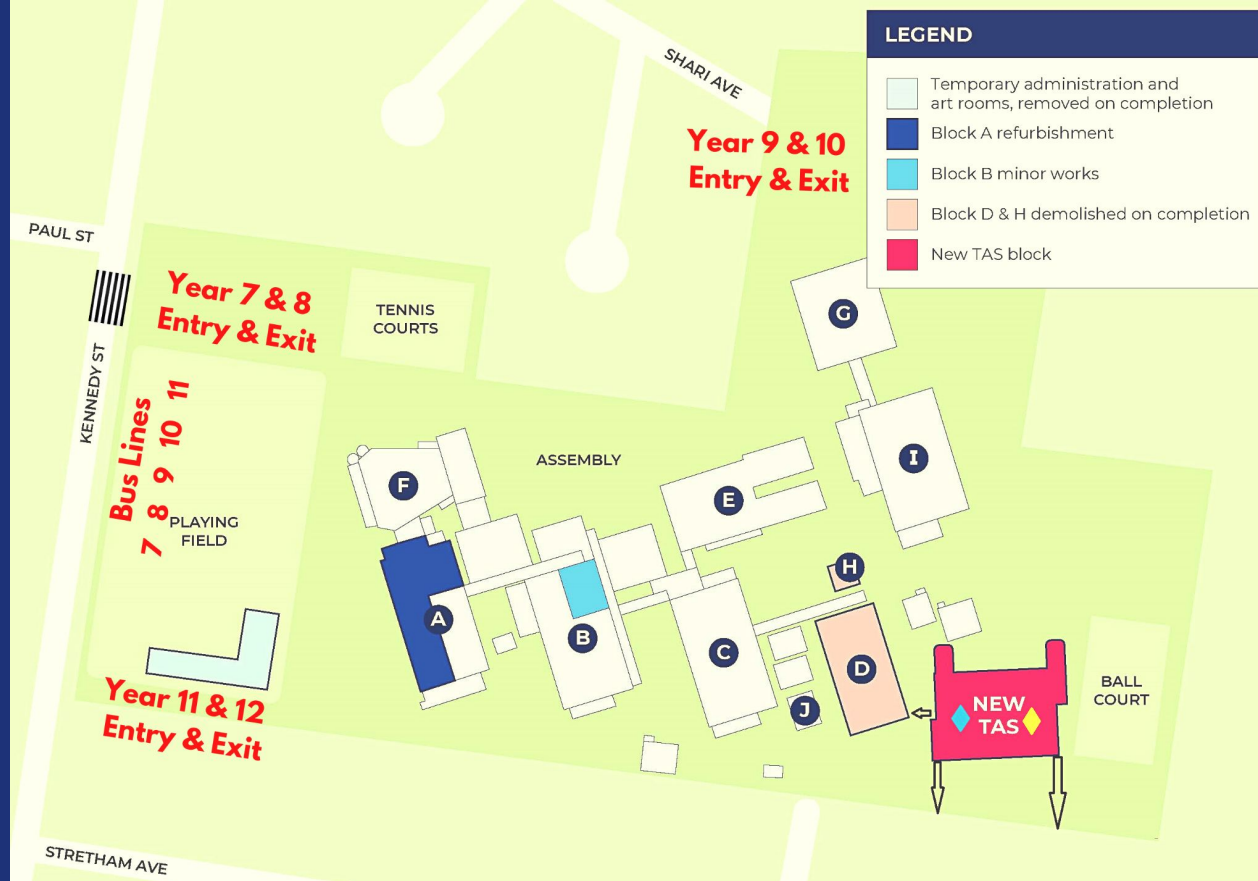 LEGEND
Temporary administration and
art rooms, removed on completion
Block A refurbishment
Block B minor works
Block D & H demolished on completion
New TAS block
SHARI AVE
Year 9 & 10
Entry & Exit
PAUL ST
Year 7 & 8
Entry & Exit
TENNIS
COURTS
KENNEDY ST
Bus Lines
7 8 9 10 11
PLAYING
FIELD
ASSEMBLY
G
I
F
E
H
A
B
C
D
J
NEW
TAS
BALL
COURT
Year 11 & 12
Entry & Exit
STRETHAM AVE